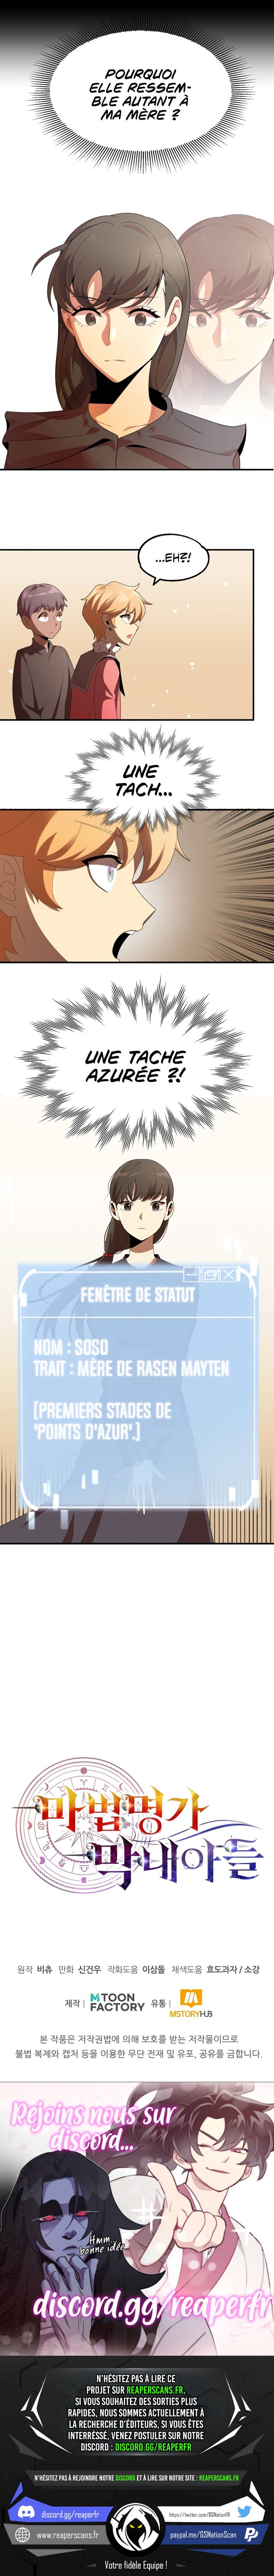 POURQUOI
ELLE RESSEM-
BLE AUTANT À
MA MÈRE ?
...EH?!
UNE
TACH...
UNE TACHE
AZURÉE ?!
FENÊTRE DE STATUT
NOM : SOSO
TRAIT : MÈRE DE RASEN MAYTEN
[PREMIERS STADES DE
'POINTS D'AZUR'.]
마법명가
막내아들
원작 비츄 만화 신건우 작화도움 이삼돌 채색도움 효도과자 / 소강
제작 | MTOON FACTORY 유통 | MSTORYHUB
본 작품은 저작권법에 의해 보호를 받는 저작물이므로
불법 복제와 캡처 등을 이용한 무단 전재 및 유포, 공유를 금합니다.
Rejoins nous sur
discord...
Hmm
bonne idée..
discord.gg/reaperfr
N'HÉSITEZ PAS À LIRE CE
PROJET SUR REAPERSCANS.FR.
SI VOUS SOUHAITEZ DES SORTIES PLUS
RAPIDES, NOUS SOMMES ACTUELLEMENT À
LA RECHERCHE D'ÉDITEURS, SI VOUS ÊTES
INTÉRRÉSSÉ, VENEZ POSTULER SUR NOTRE
DISCORD : DISCORD.GG/REAPERFR
N'HÉSITEZ PAS À REJOINDRE NOTRE DISCORD ET À LIRE SUR NOTRE SITE : REAPERSCANS.FR
discord.gg/reaperfr
https://twitter.com/GSNationFR
www.reaperscans.fr
paypal.me/GSNationScan
Votre fidèle Equipe !